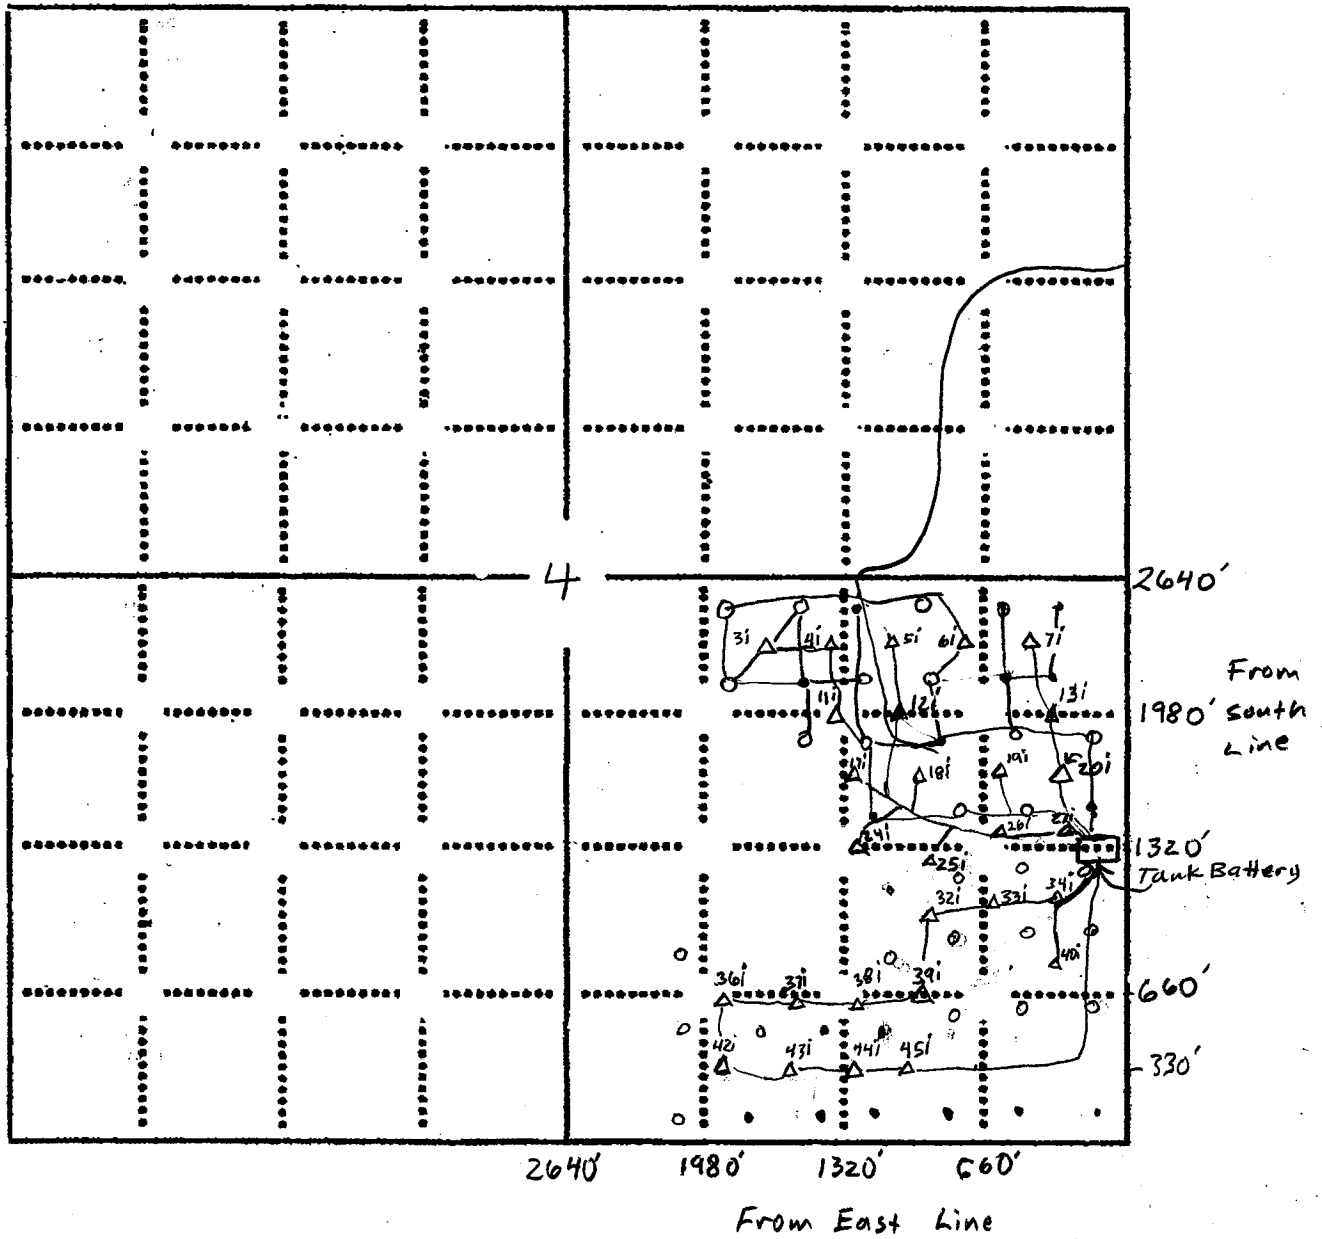 4
2640'
3i 4i 5i 6i 7i
From
South
Line
11i 12i 13i
1980'
17i 18i 19i 20i
24i 26i 27i
1320'
25i
Tank Battery
32i 33i 34i
40i
36i 37i 38i 39i
660'
42i 43i 44i 45i
330'
2640' 1980' 1320' 660'
From East Line